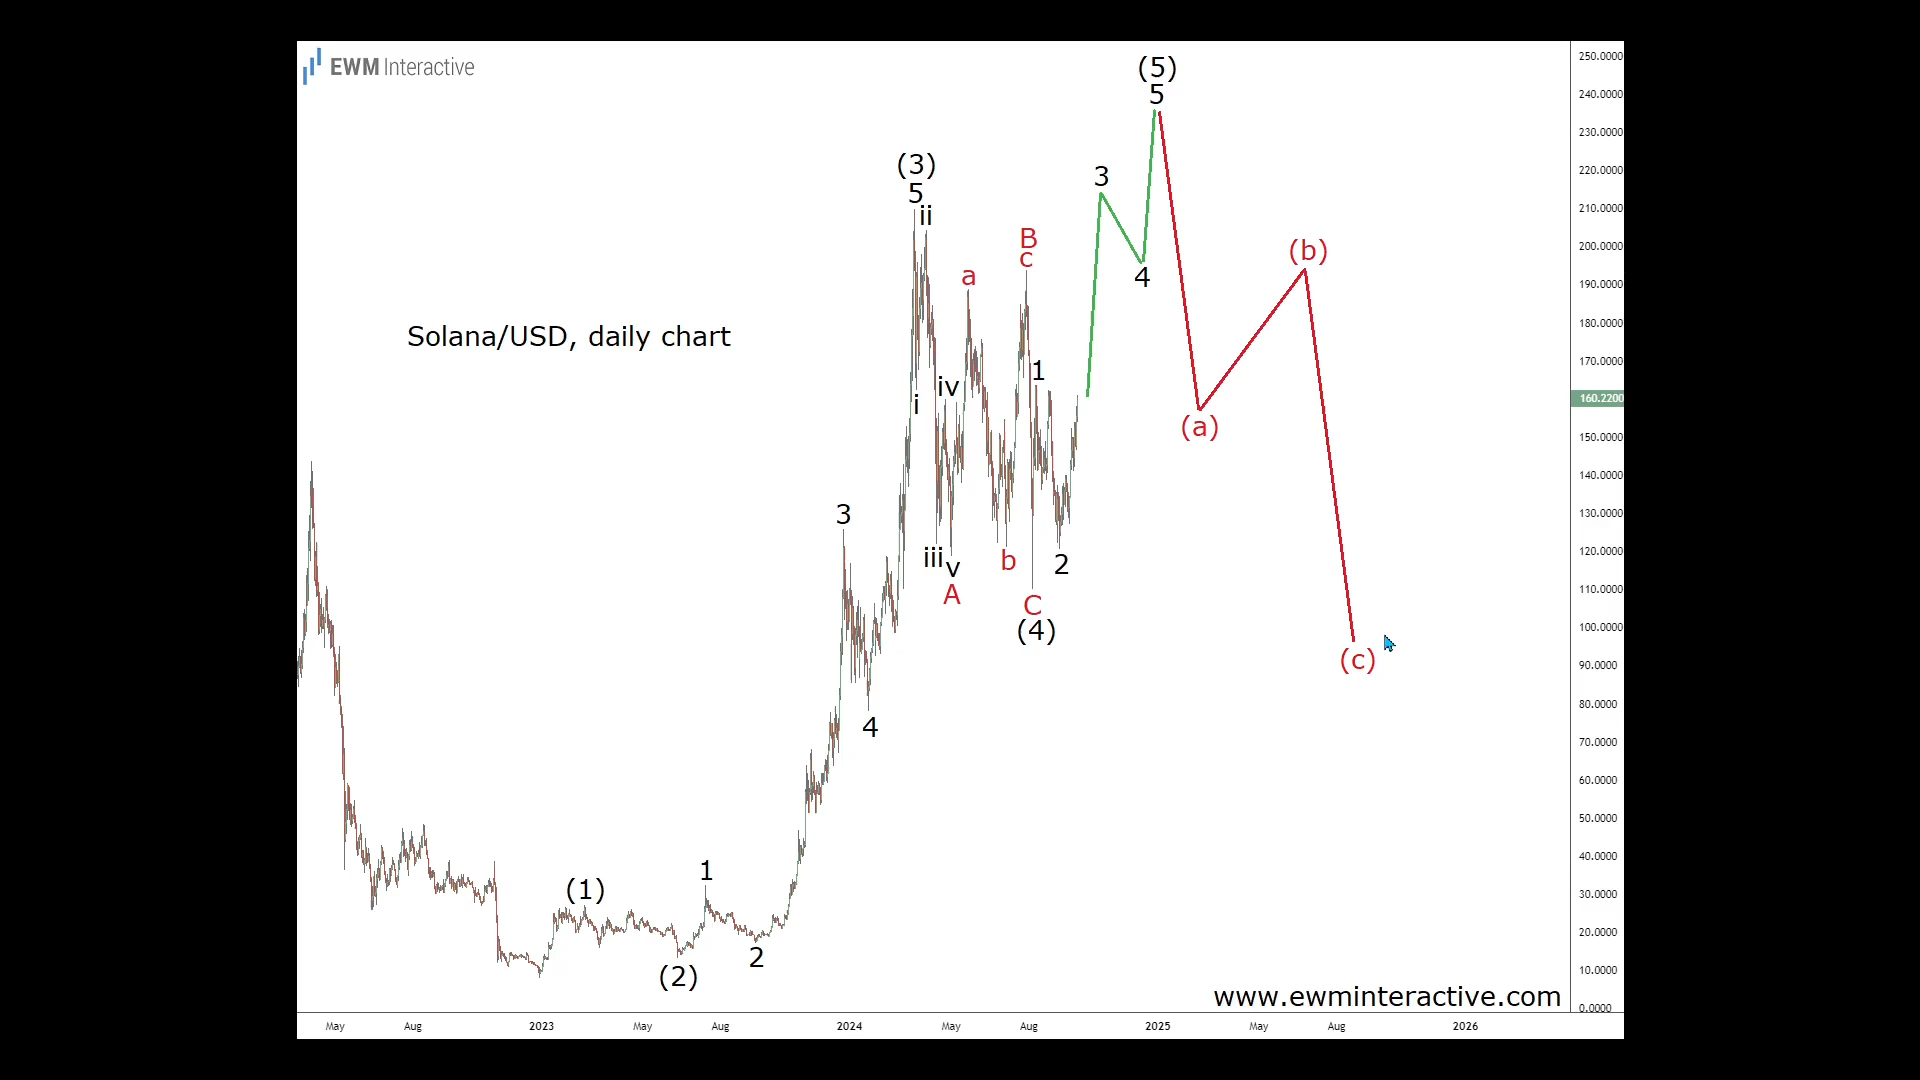 EWM Interactive
Solana/USD, daily chart
(5)
5
(3)
5
ii
3
B
c
a
4
(b)
1
iv
i
(a)
3
iii
v
A
b
C
(4)
2
4
(c)
(1)
1
(2)
2
www.ewminteractive.com
250.0000
240.0000
230.0000
220.0000
210.0000
200.0000
190.0000
180.0000
170.0000
160.2200
150.0000
140.0000
130.0000
120.0000
110.0000
100.0000
90.0000
80.0000
70.0000
60.0000
50.0000
40.0000
30.0000
20.0000
10.0000
0.0000
May Aug 2023 May Aug 2024 May Aug 2025 May Aug 2026